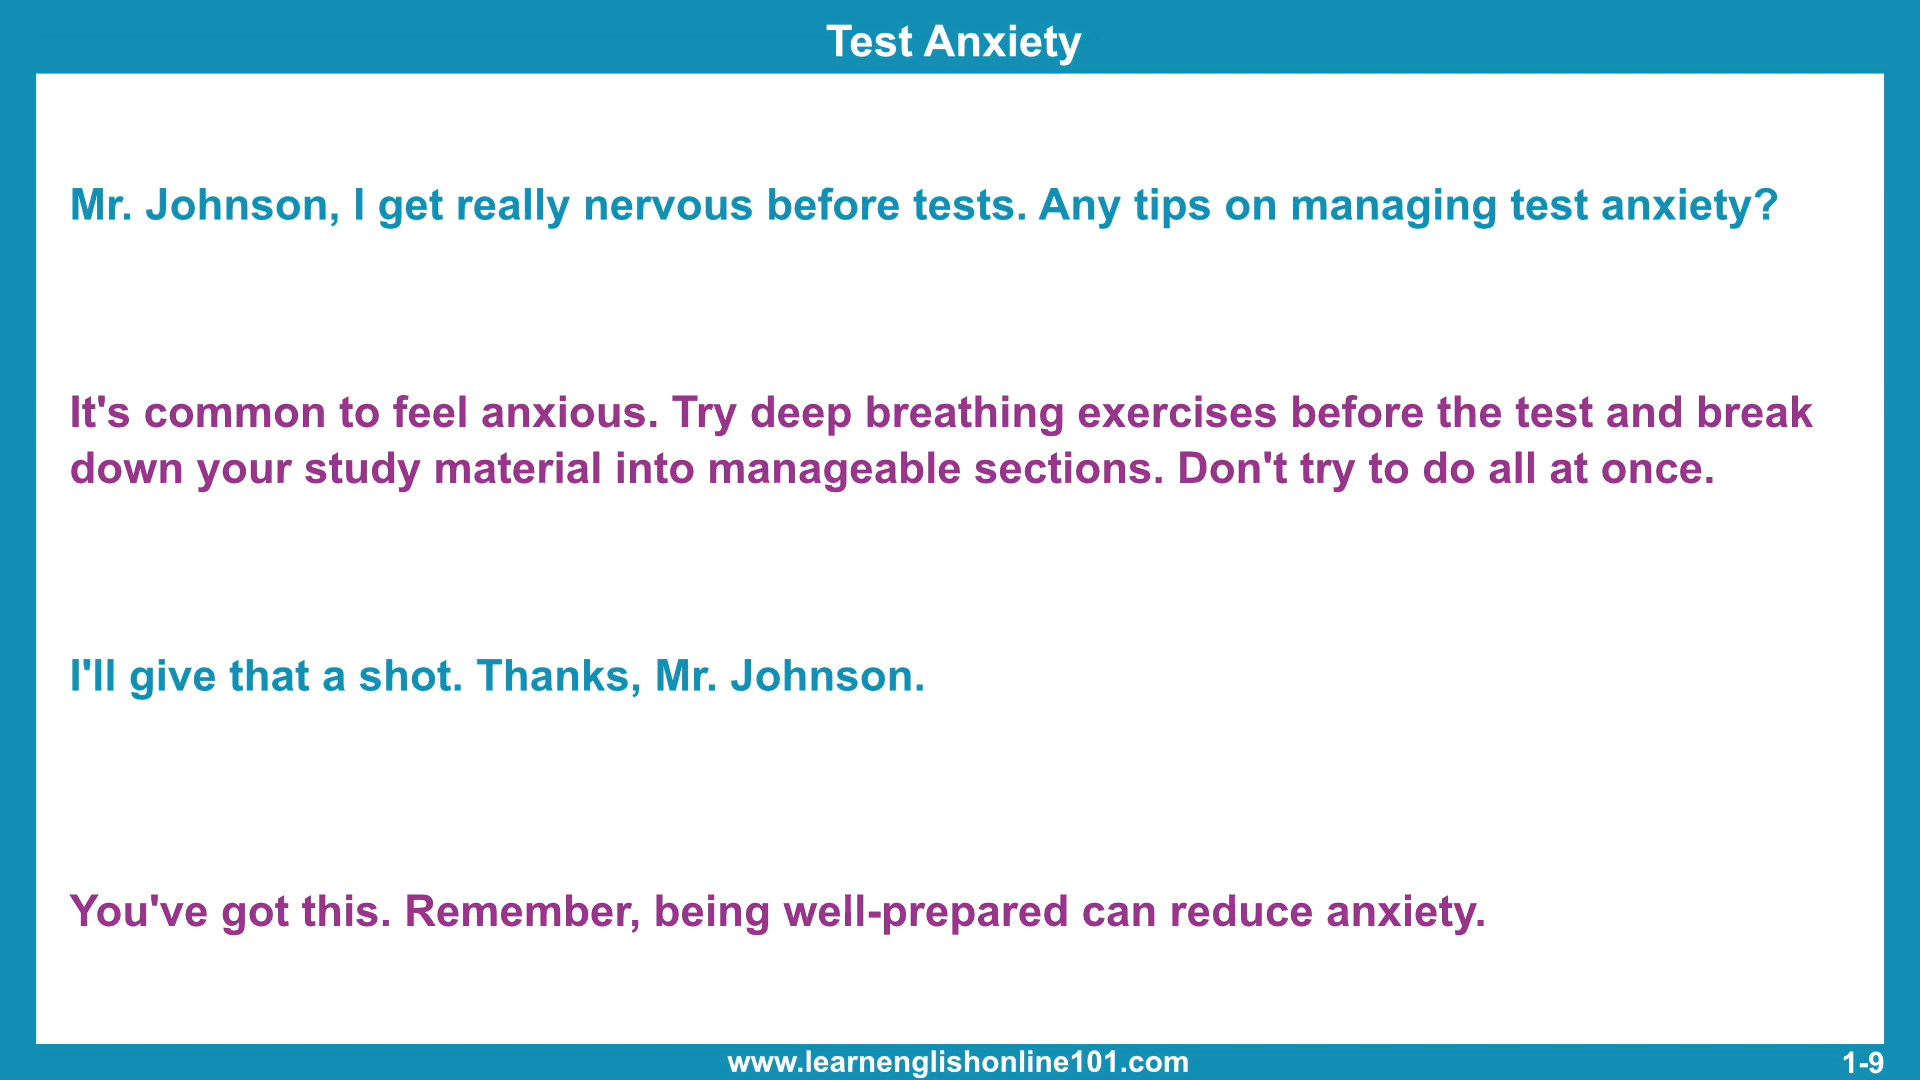 Test Anxiety
Mr. Johnson, I get really nervous before tests. Any tips on managing test anxiety?
It's common to feel anxious. Try deep breathing exercises before the test and break
down your study material into manageable sections. Don't try to do all at once.
I'll give that a shot. Thanks, Mr. Johnson.
You've got this. Remember, being well-prepared can reduce anxiety.
www.learnenglishonline101.com
1-9